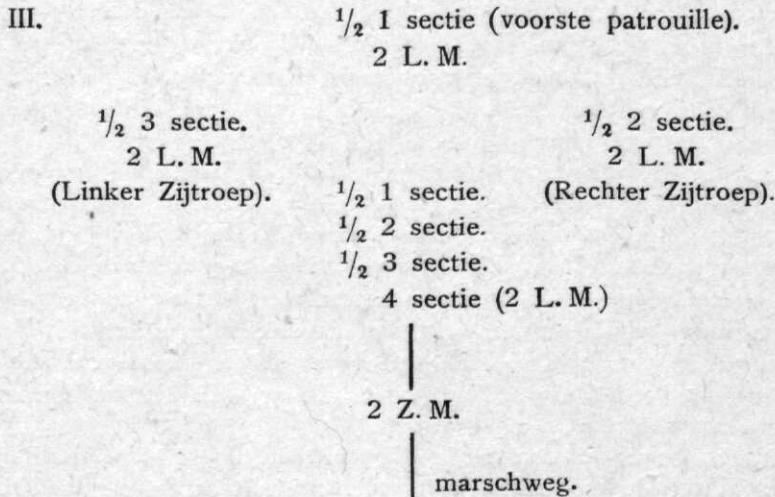 III.
½ 1 sectie (voorste patrouille).
2 L. M.
½ 3 sectie.
2 L. M.
(Linker Zijtroep).
½ 2 sectie.
2 L. M.
(Rechter Zijtroep).
½ 1 sectie.
½ 2 sectie.
½ 3 sectie.
4 sectie (2 L. M.)
2 Z. M.
marschweg.